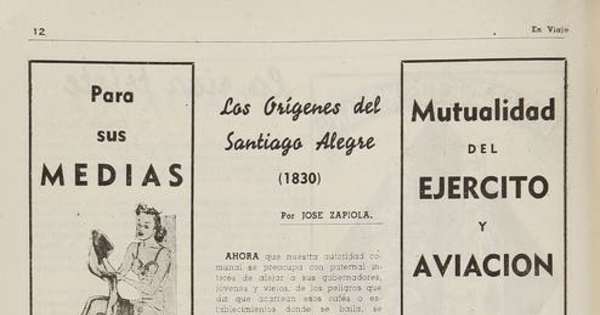 12
En Viaje
Para
sus
MEDIAS
Los Orígenes del
Santiago Alegre
(1830)
Por JOSE ZAPIOLA.
AHORA que nuestra autoridad co-
munal se preocupa con paternal in-
terés de alejar a sus gobernadores,
jóvenes y viejos, de los peligros que
diz que acarrean esos cafés o es-
tablecimientos donde se baila, se
Mutualidad
DEL
EJERCITO
Y
AVIACION